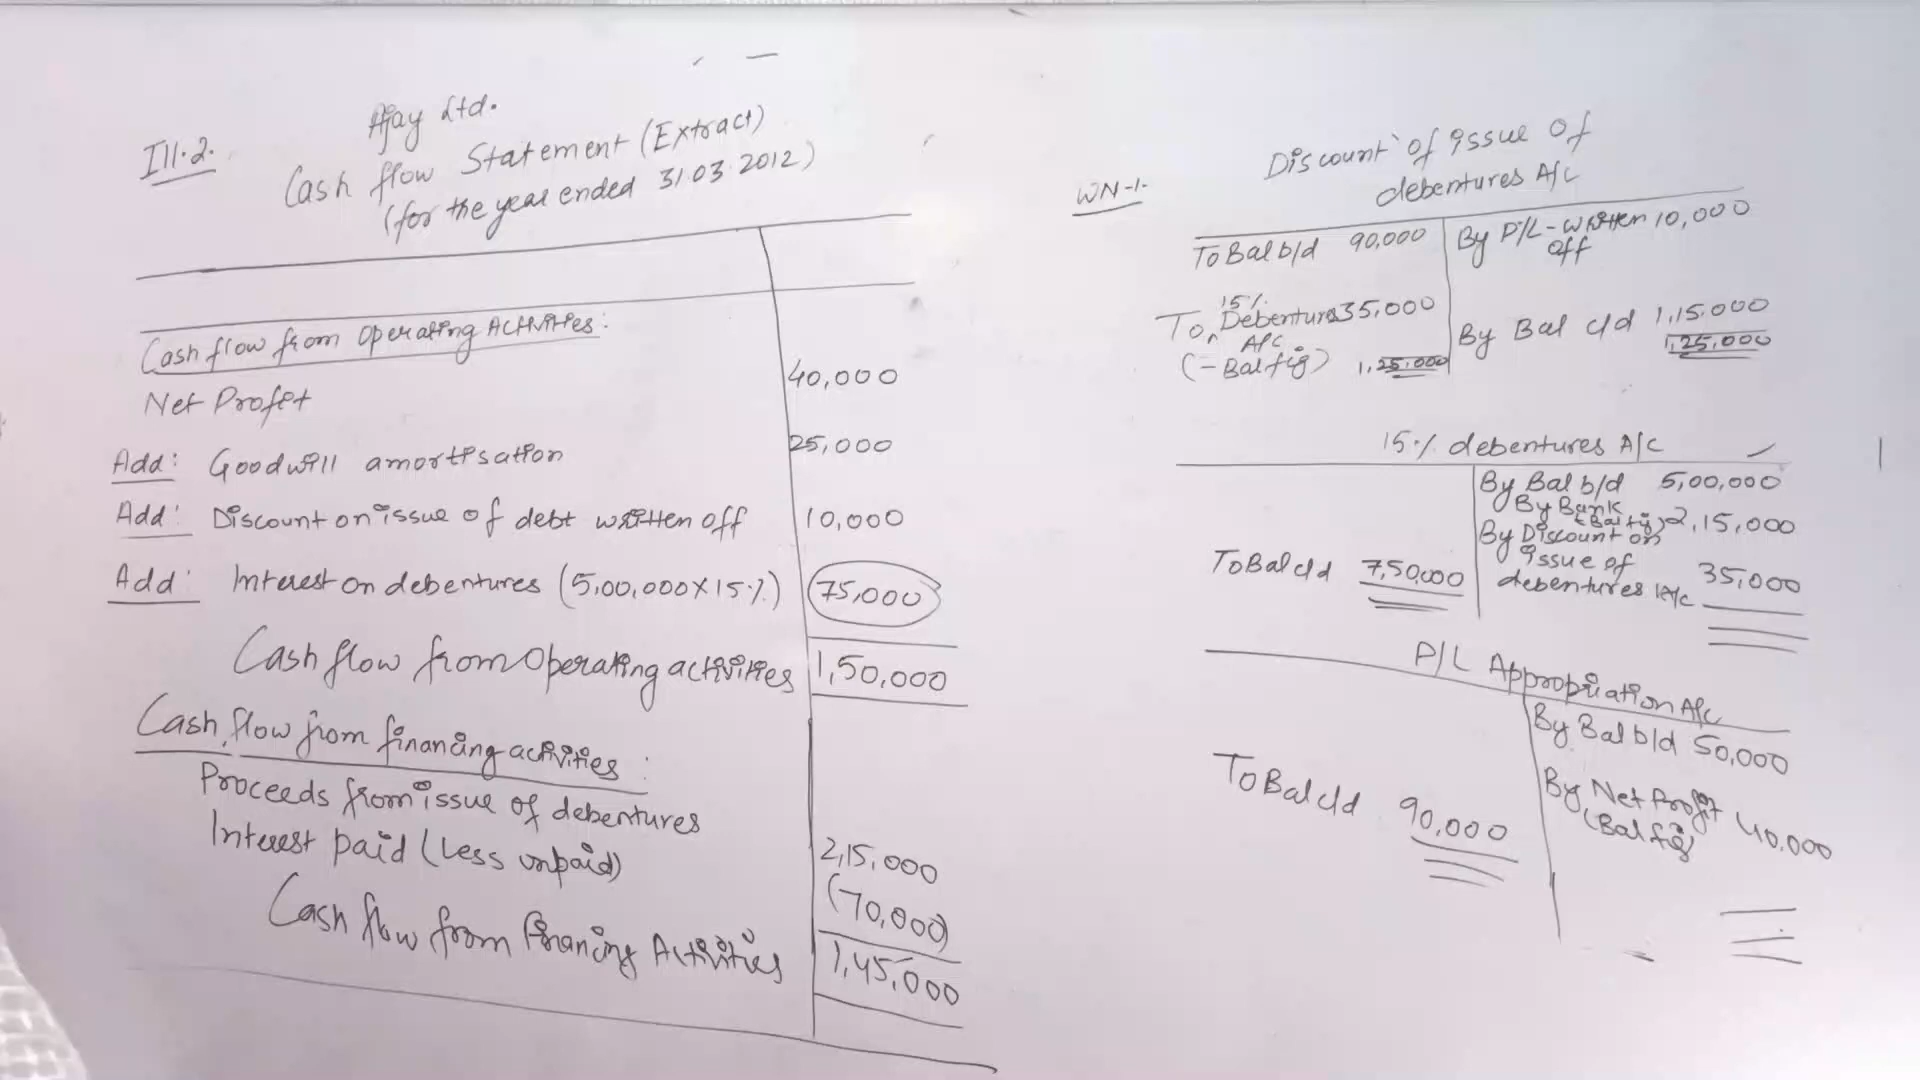 Ill.2.
Ajay Ltd.
Cash flow Statement (Extract)
(for the year ended 31.03.2012)
Cash flow from Operating Activities:
Net Profit 40,000
Add: Goodwill amortisation 25,000
Add: Discount on issue of debt written off 10,000
Add: Interest on debentures (5,00,000X15%) 75,000
Cash flow from Operating activities 1,50,000
Cash flow from financing activities:
Proceeds from issue of debentures 2,15,000
Interest paid (Less unpaid) (70,000)
Cash flow from financing Activities 1,45,000
WN-1.
Discount of issue of
debentures A/c
To Bal b/d 90,000 By P/L - written 10,000
off
15%
To, Debentures 35,000 By Bal c/d 1,15,000
A/c
(-Bal fig) 1,25,000 1,25,000
15% debentures A/c
By Bal b/d 5,00,000
By Bank
(Bal fig) 2,15,000
By Discount on
To Bal c/d 7,50,000 issue of
debentures A/c 35,000
P/L Appropriation A/c
By Bal b/d 50,000
To Bal c/d 90,000 By Net Profit 40,000
(Bal fig)